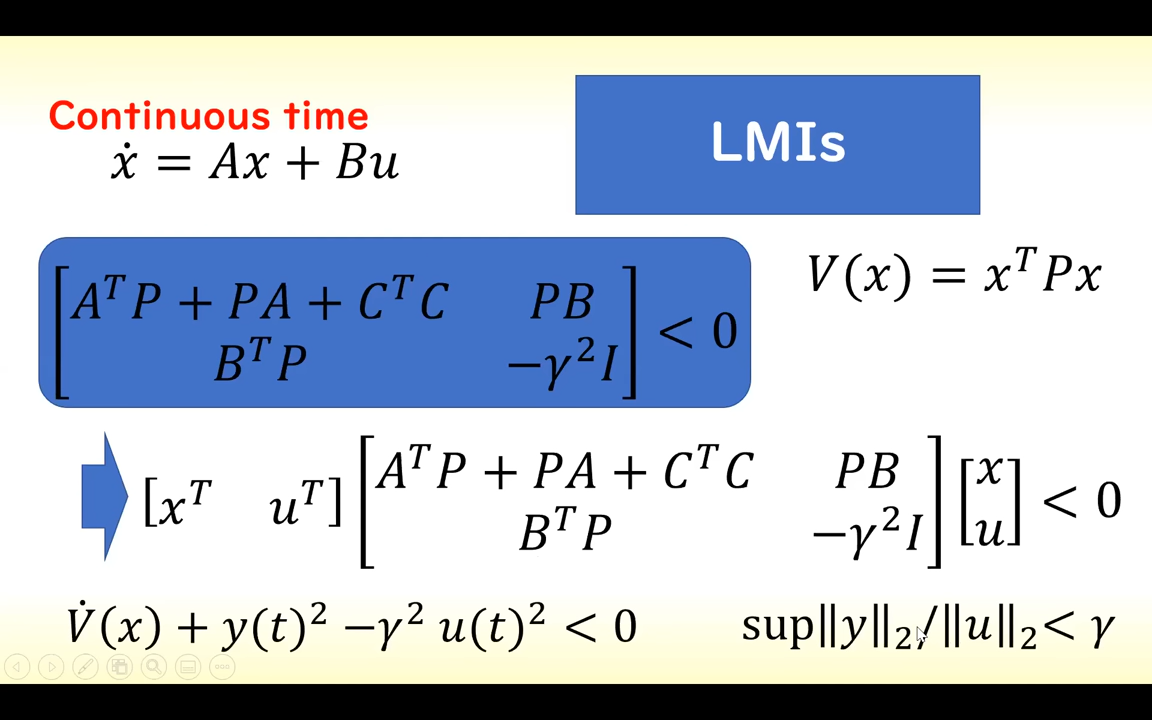 Continuous time
ẋ = Ax + Bu
LMIs
[A^T P + PA + C^T C   PB
B^T P   −γ^2 I] < 0
V(x) = x^T Px
[x^T   u^T] [A^T P + PA + C^T C   PB
B^T P   −γ^2 I] [x
u] < 0
V̇(x) + y(t)^2 −γ^2 u(t)^2 < 0
sup‖y‖_2/‖u‖_2< γ